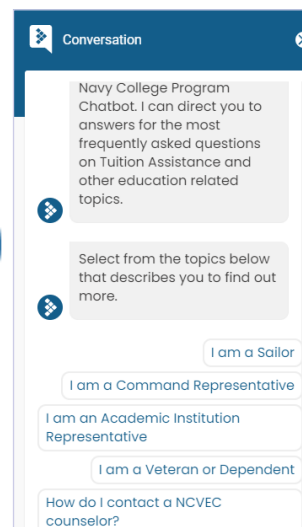 Conversation
Navy College Program
Chatbot. I can direct you to
answers for the most
frequently asked questions
on Tuition Assistance and
other education related
topics.
Select from the topics below
that describes you to find out
more.
I am a Sailor
I am a Command Representative
I am an Academic Institution
Representative
I am a Veteran or Dependent
How do I contact a NCVEC
counselor?